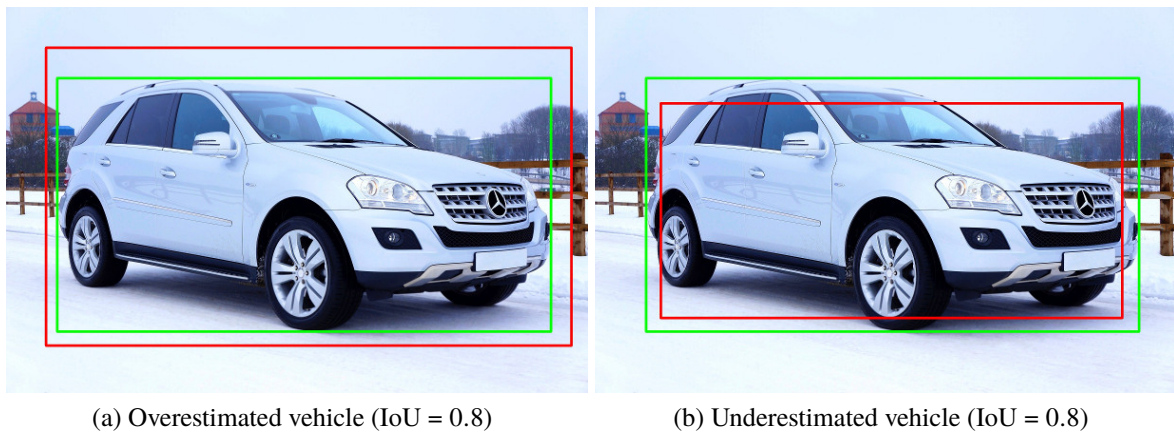 (a) Overestimated vehicle (IoU = 0.8)
(b) Underestimated vehicle (IoU = 0.8)